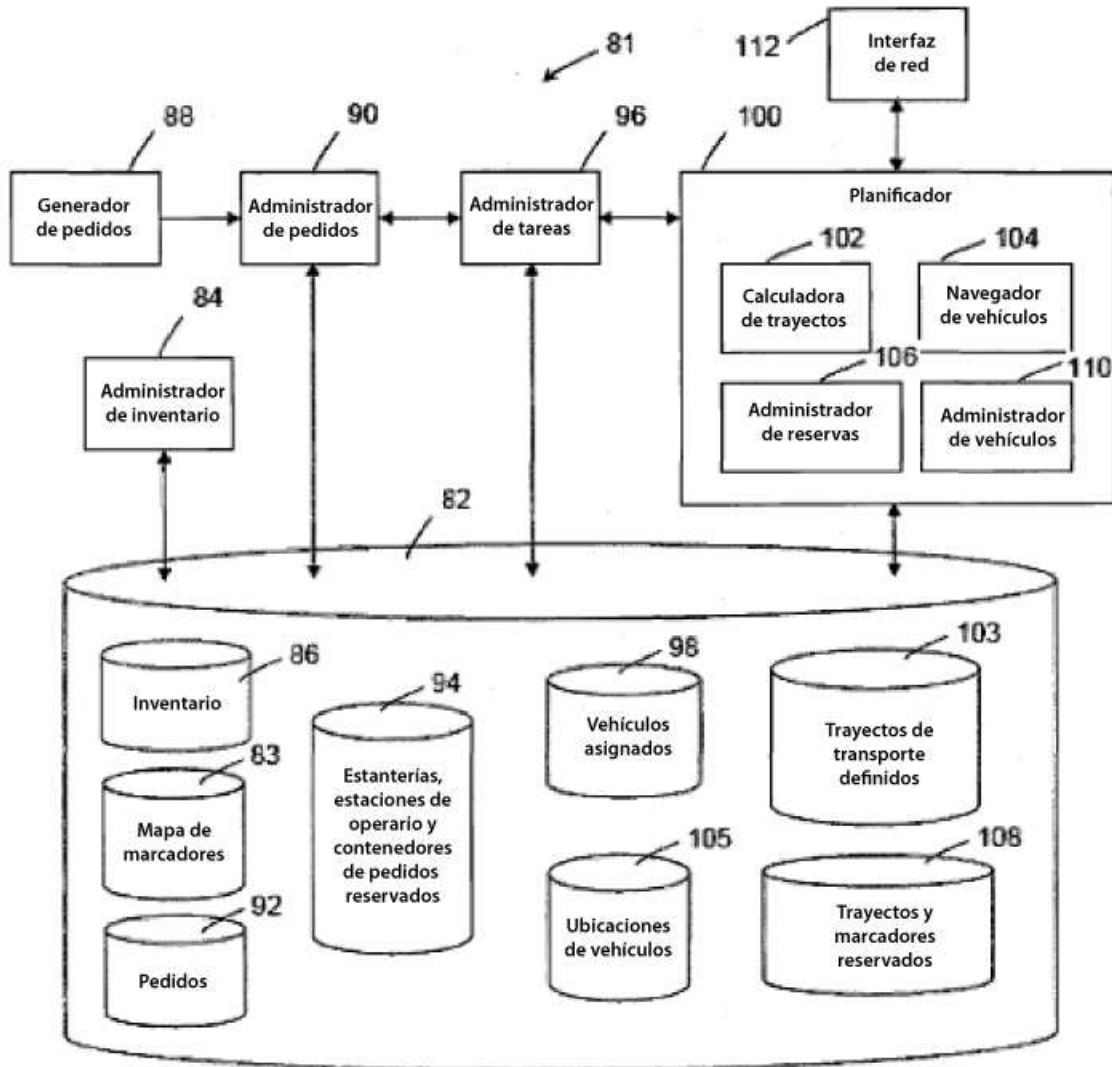 81
112
Interfaz
de red
88
90
96
100
Generador
de pedidos
Administrador
de pedidos
Administrador
de tareas
Planificador
102
104
Calculadora
de trayectos
Navegador
de vehículos
84
106
110
Administrador
de inventario
Administrador
de reservas
Administrador
de vehículos
82
86
Inventario
94
98
103
Vehículos
asignados
Trayectos de
transporte
definidos
83
Mapa de
marcadores
Estanterías,
estaciones de
operario y
contenedores
de pedidos
reservados
105
108
92
Pedidos
Ubicaciones
de vehículos
Trayectos y
marcadores
reservados